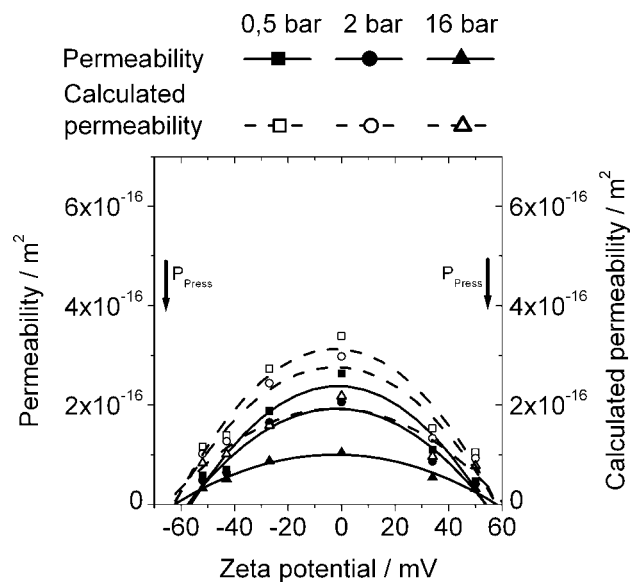 0,5 bar 2 bar 16 bar
Permeability
Calculated
permeability
6x10⁻¹⁶ 6x10⁻¹⁶
P Press P Press
4x10⁻¹⁶ 4x10⁻¹⁶
2x10⁻¹⁶ 2x10⁻¹⁶
0 0
-60 -40 -20 0 20 40 60
Zeta potential / mV
Permeability / m²
Calculated permeability / m²